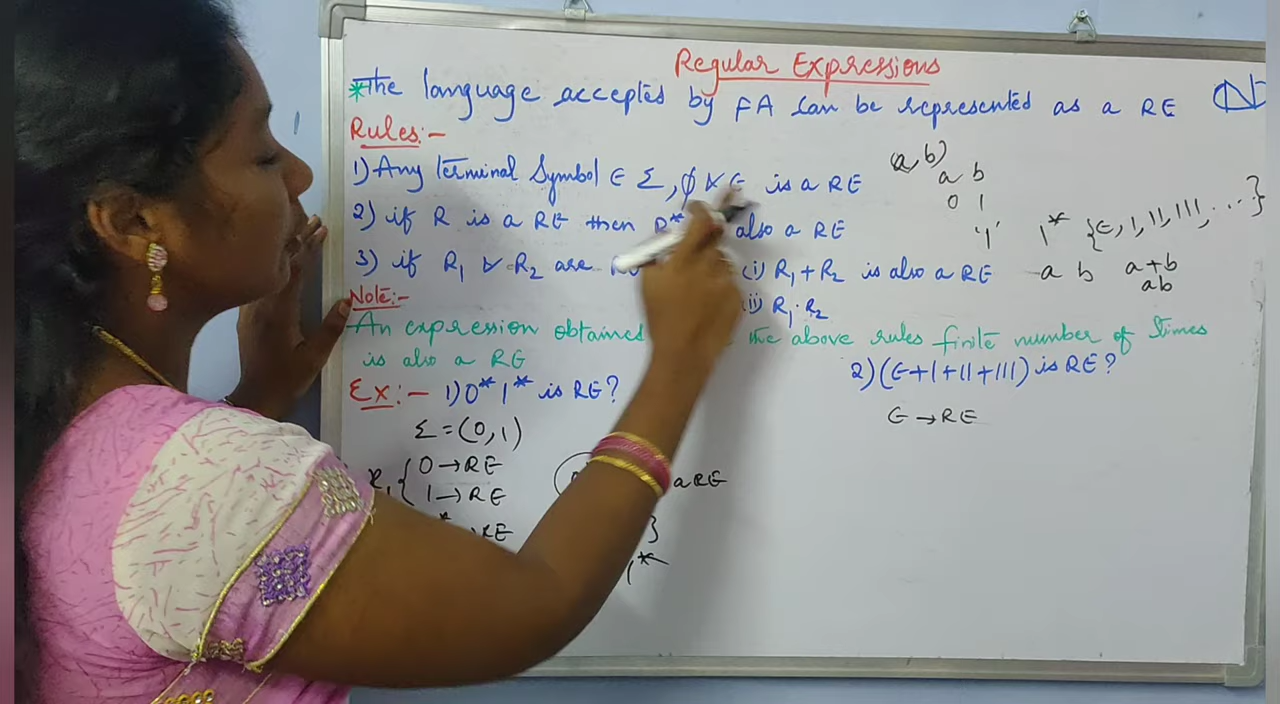 Regular Expressions
*The language accepted by FA can be represented as a RE
Rules:-
1) Any terminal symbol ∈ Σ, ϕ & ∈ is a RE
(a, b)
a b
0 1
2) if R is a RE then R* also a RE
'1' 1* {∈, 1, 11, 111, ....}
3) if R₁ & R₂ are (i) R₁ + R₂ is also a RE
a b a+b
ab
ii) R₁·R₂
Note:-
An expression obtained the above rules finite number of times
is also a RE
Ex:- 1) 0* 1* is RE?
2) (∈+1+11+111) is RE?
Σ = (0, 1)
∈ → RE
R₁ { 0 → RE
1 → RE
a RE
RE
}
1*